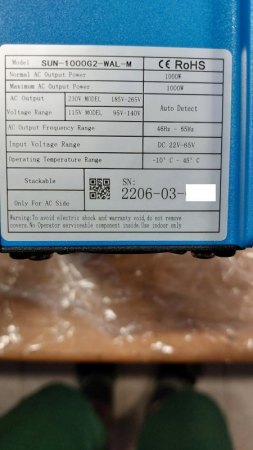 Model SUN-1000G2-WAL-M CE RoHS
Normal AC Output Power 1000W
Maximum AC Output Power 1000W
AC Output 230V MODEL 185V-265V
Voltage Range 115V MODEL 95V-140V Auto Detect
AC Output Frequency Range 46Hz - 65Hz
Input Voltage Range DC 22V-65V
Operating Temperature Range -10°C - 45°C
Stackable SN:
2206-03-
Only For AC Side
Warning:To avoid electric shock and warranty void,do not remove
covers.No Operator serviceable component inside.Use indoor only